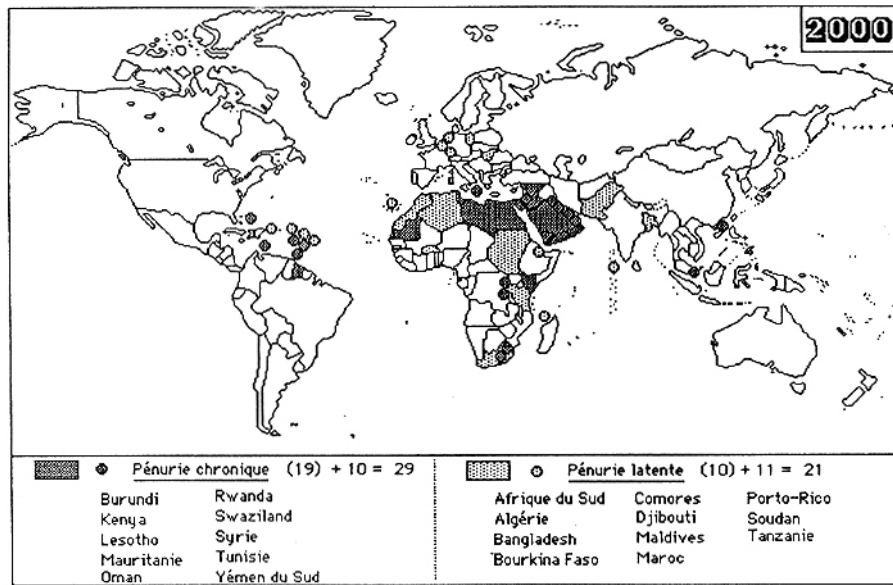 2000
Pénurie chronique (19) + 10 = 29
Burundi
Kenya
Lesotho
Mauritanie
Oman
Rwanda
Swaziland
Syrie
Tunisie
Yémen du Sud
Pénurie latente (10) + 11 = 21
Afrique du Sud
Algérie
Bangladesh
Bourkina Faso
Comores
Djibouti
Maldives
Maroc
Porto-Rico
Soudan
Tanzanie